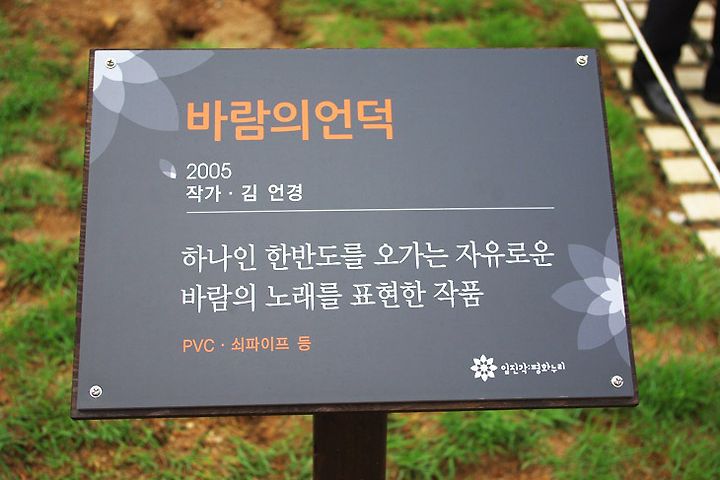 바람의언덕
2005
작가 · 김 언경
하나인 한반도를 오가는 자유로운
바람의 노래를 표현한 작품
PVC · 쇠파이프 등
임진각:평화누리